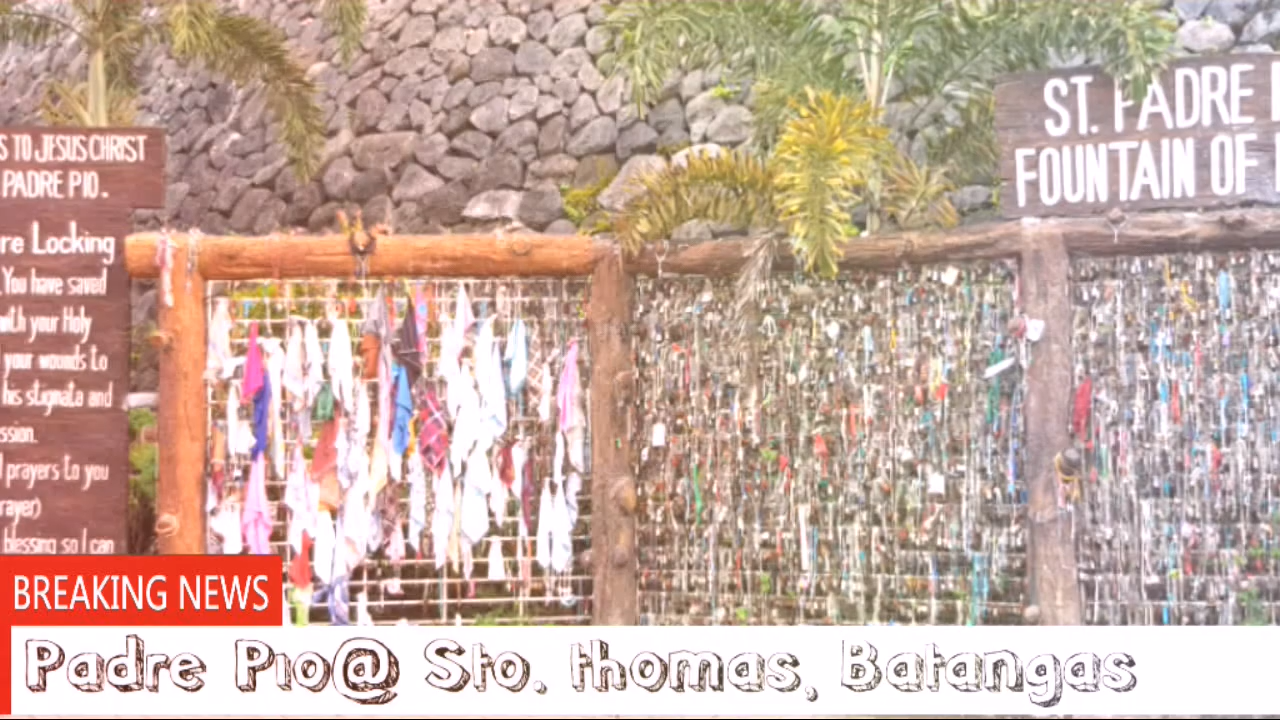 S TO JESUS CHRIST
PADRE PIO.
re Locking
. You have saved
with your Holy
your wounds to
his stigmata and
ssion.
l prayers to you
rayer)
blessing so I can
ST. PADRE
FOUNTAIN OF
BREAKING NEWS
Padre Pio@ Sto. thomas, Batangas